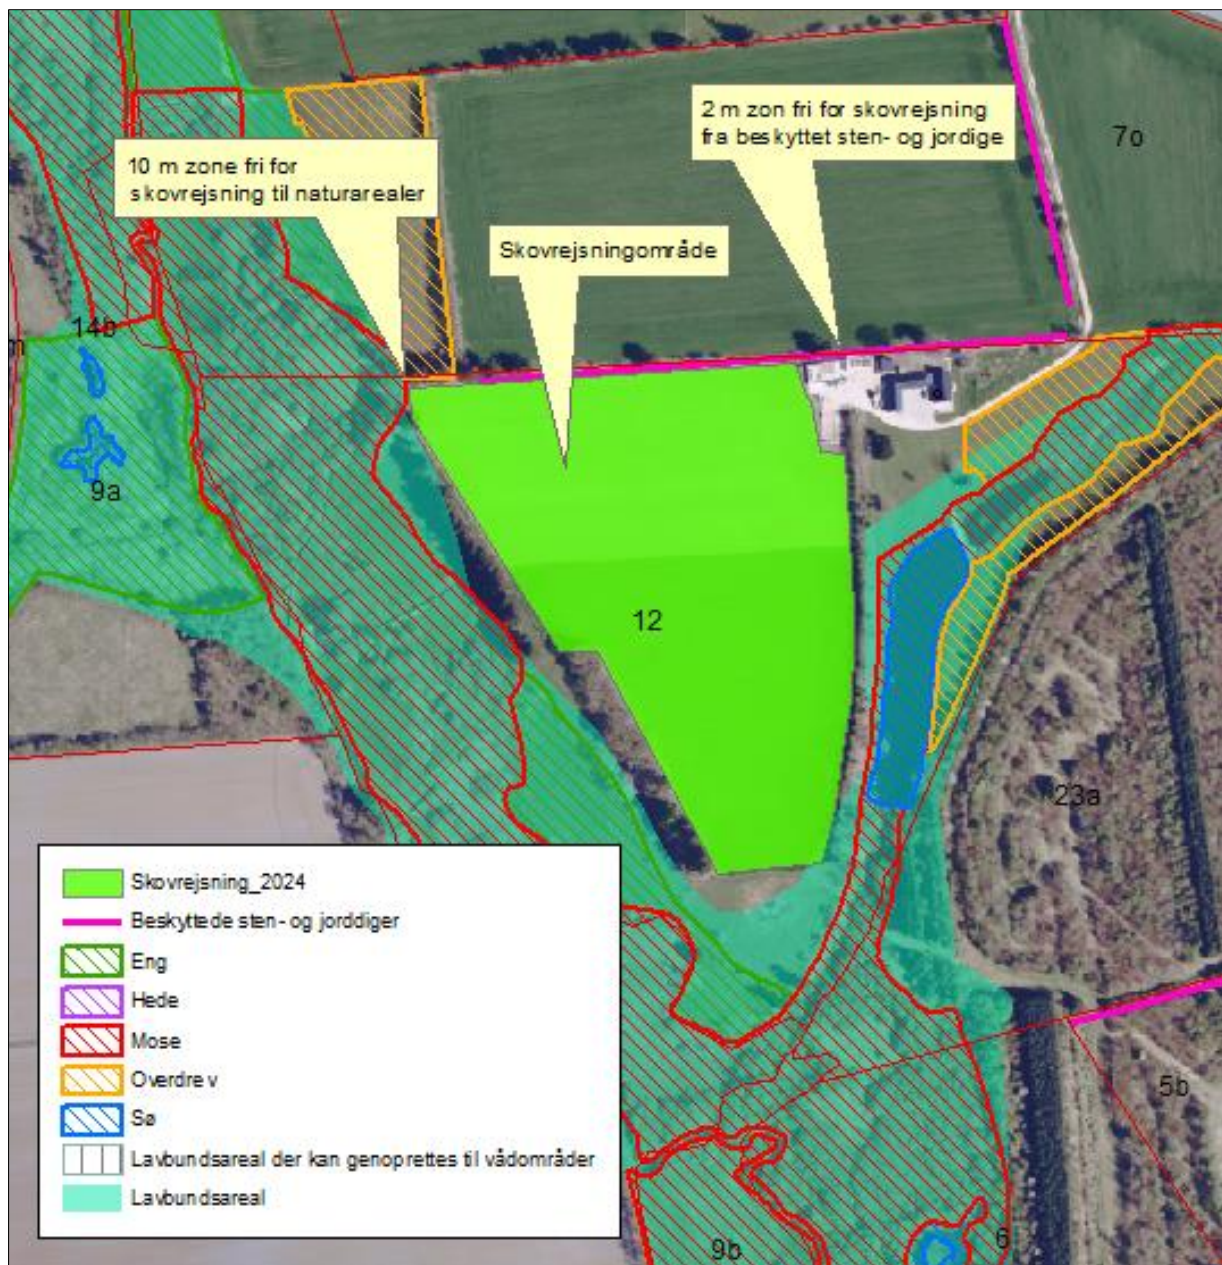 2 m zon fri for skovrejsning
fra beskyttet sten- og jordige
7o
10 m zone fri for
skovrejsning til naturarealer
Skovrejsningområde
14b
9a
12
23a
Skovrejsning_2024
Beskyttede sten- og jorddiger
Eng
Hede
Mose
Overdrev
Sø
Lavbundsareal der kan genoprettes til vådområder
Lavbundsareal
5b
6
9b